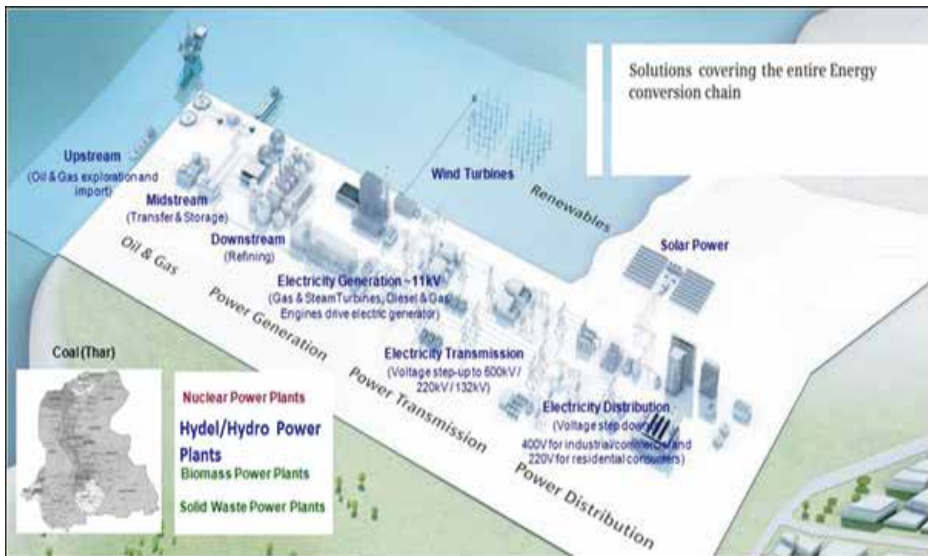 Solutions covering the entire Energy
conversion chain
Upstream
(Oil & Gas exploration and
import)
Midstream
(Transfer & Storage)
Downstream
(Refining)
Oil & Gas
Wind Turbines
Renewables
Solar Power
Electricity Generation ~11kV
(Gas & Steam Turbines, Diesel & Gas
Engines drive electric generator)
Power Generation
Electricity Transmission
(Voltage step-up to 600kV /
220kV / 132kV)
Power Transmission
Electricity Distribution
(Voltage step down
400V for industrial/commercial and
220V for residential consumers)
Power Distribution
Coal (Thar)
Nuclear Power Plants
Hydel/Hydro Power
Plants
Biomass Power Plants
Solid Waste Power Plants